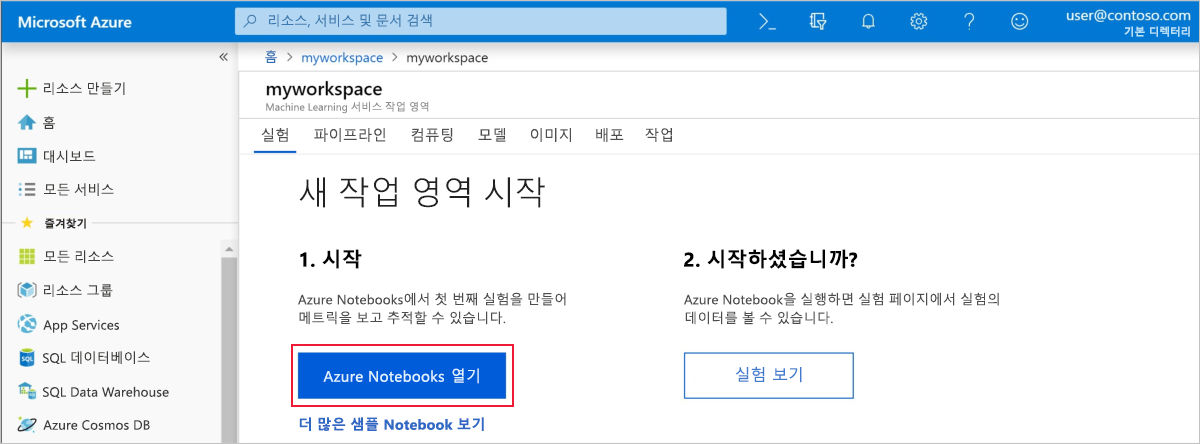 Microsoft Azure
리소스, 서비스 및 문서 검색
user@contoso.com
기본 디렉터리
«
리소스 만들기
홈
대시보드
모든 서비스
즐겨찾기
모든 리소스
리소스 그룹
App Services
SQL 데이터베이스
SQL Data Warehouse
Azure Cosmos DB
홈 > myworkspace > myworkspace
myworkspace
Machine Learning 서비스 작업 영역
실험 파이프라인 컴퓨팅 모델 이미지 배포 작업
새 작업 영역 시작
1. 시작
Azure Notebooks에서 첫 번째 실험을 만들어
메트릭을 보고 추적할 수 있습니다.
Azure Notebooks 열기
더 많은 샘플 Notebook 보기
2. 시작하셨습니까?
Azure Notebook을 실행하면 실험 페이지에서 실험의
데이터를 볼 수 있습니다.
실험 보기